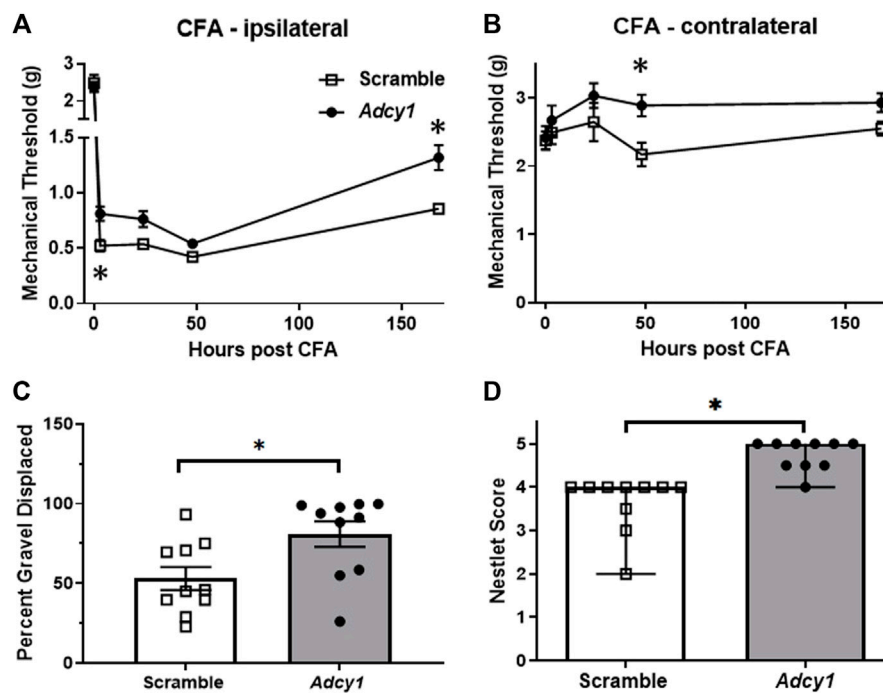 A
CFA - ipsilateral
Mechanical Threshold (g)
3
2
1.5
1.0
0.5
0.0
0
50
100
150
Hours post CFA
Scramble
Adcy1
*
*
B
CFA - contralateral
Mechanical Threshold (g)
3
2
1
0
0
50
100
150
Hours post CFA
*
C
Percent Gravel Displaced
150
100
50
0
*
Scramble
Adcy1
D
Nestlet Score
5
4
3
2
1
0
*
Scramble
Adcy1